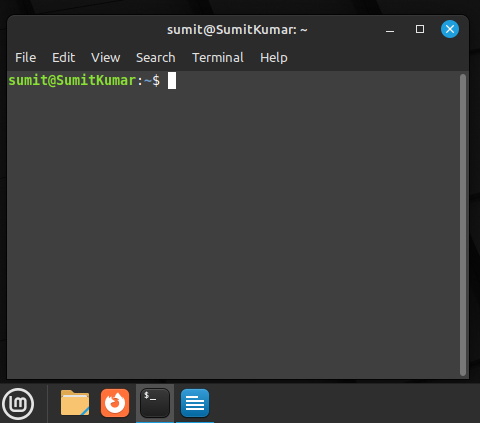 sumit@SumitKumar: ~
File Edit View Search Terminal Help
sumit@SumitKumar:~$
$_